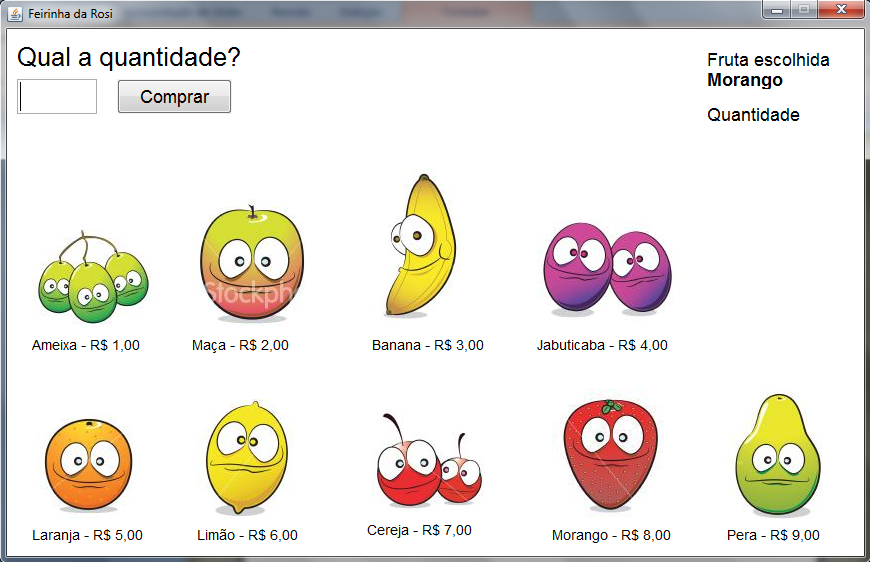 Feirinha da Rosi
Qual a quantidade?
Comprar
Fruta escolhida
Morango
Quantidade
Ameixa - R$ 1,00
Maça - R$ 2,00
Banana - R$ 3,00
Jabuticaba - R$ 4,00
Laranja - R$ 5,00
Limão - R$ 6,00
Cereja - R$ 7,00
Morango - R$ 8,00
Pera - R$ 9,00